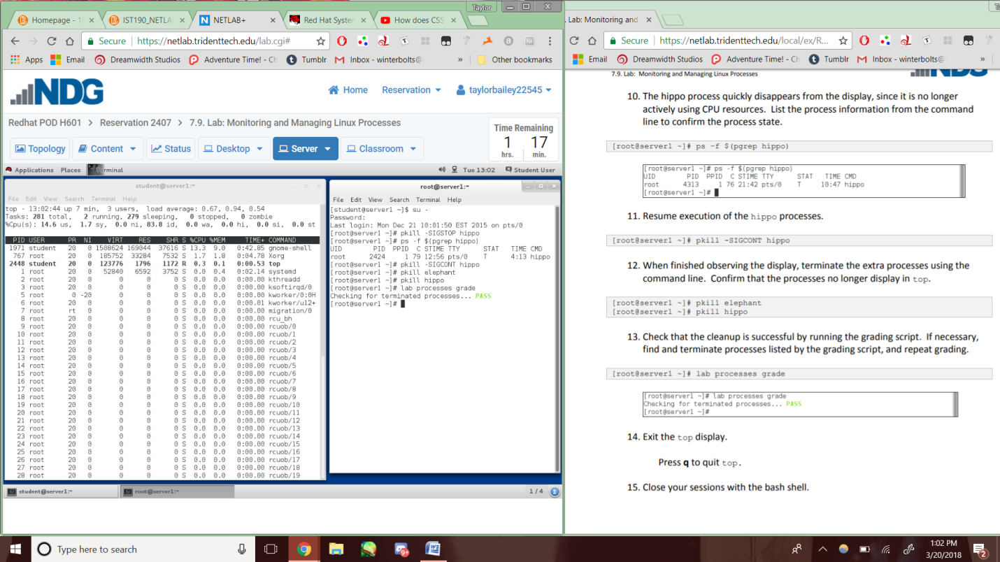 Taylor
Homepage - 10
IST190_NETLA
NETLAB+
Red Hat System
How does CSS
Secure
https://netlab.tridenttech.edu/lab.cgi#
Apps
Email
Dreamwidth Studios
Adventure Time! - Ch
Tumblr
Inbox - winterbolts@
»
Other bookmarks
NDG
Home
Reservation
taylorbailey22545
Redhat POD H601 > Reservation 2407 > 7.9. Lab: Monitoring and Managing Linux Processes
Topology
Content
Status
Desktop
Server
Classroom
Time Remaining
1 17
hrs. min.
Applications Places Terminal
Tue 13:02 Student User
student@server1:~
File Edit View Search Terminal Help
top - 13:02:44 up 7 min, 3 users, load average: 0.67, 0.94, 0.54
Tasks: 281 total, 2 running, 279 sleeping, 0 stopped, 0 zombie
%Cpu(s): 14.6 us, 1.7 sy, 0.0 ni, 83.8 id, 0.0 wa, 0.0 hi, 0.0 si, 0.0 st
PID USER PR NI VIRT RES SHR S %CPU %MEM TIME+ COMMAND
1971 student 20 0 1508624 169044 37616 S 13.3 9.0 0:42.85 gnome-shell
767 root 20 0 185752 33284 7532 S 1.7 1.8 0:04.78 Xorg
2448 student 20 0 123776 1796 1172 R 0.3 0.1 0:00.53 top
1 root 20 0 52840 6592 3752 S 0.0 0.4 0:02.14 systemd
2 root 20 0 0 0 0 S 0.0 0.0 0:00.00 kthreadd
3 root 20 0 0 0 0 S 0.0 0.0 0:00.00 ksoftirqd/0
5 root 0 -20 0 0 0 S 0.0 0.0 0:00.00 kworker/0:0H
6 root 20 0 0 0 0 S 0.0 0.0 0:00.01 kworker/u12+
7 root rt 0 0 0 0 S 0.0 0.0 0:00.00 migration/0
8 root 20 0 0 0 0 S 0.0 0.0 0:00.00 rcu_bh
9 root 20 0 0 0 0 S 0.0 0.0 0:00.00 rcuob/0
10 root 20 0 0 0 0 S 0.0 0.0 0:00.00 rcuob/1
11 root 20 0 0 0 0 S 0.0 0.0 0:00.00 rcuob/2
12 root 20 0 0 0 0 S 0.0 0.0 0:00.00 rcuob/3
13 root 20 0 0 0 0 S 0.0 0.0 0:00.00 rcuob/4
14 root 20 0 0 0 0 S 0.0 0.0 0:00.00 rcuob/5
15 root 20 0 0 0 0 S 0.0 0.0 0:00.00 rcuob/6
16 root 20 0 0 0 0 S 0.0 0.0 0:00.00 rcuob/7
17 root 20 0 0 0 0 S 0.0 0.0 0:00.00 rcuob/8
18 root 20 0 0 0 0 S 0.0 0.0 0:00.00 rcuob/9
19 root 20 0 0 0 0 S 0.0 0.0 0:00.00 rcuob/10
20 root 20 0 0 0 0 S 0.0 0.0 0:00.00 rcuob/11
21 root 20 0 0 0 0 S 0.0 0.0 0:00.00 rcuob/12
22 root 20 0 0 0 0 S 0.0 0.0 0:00.00 rcuob/13
23 root 20 0 0 0 0 S 0.0 0.0 0:00.00 rcuob/14
24 root 20 0 0 0 0 S 0.0 0.0 0:00.00 rcuob/15
25 root 20 0 0 0 0 S 0.0 0.0 0:00.00 rcuob/16
26 root 20 0 0 0 0 S 0.0 0.0 0:00.00 rcuob/17
27 root 20 0 0 0 0 S 0.0 0.0 0:00.00 rcuob/18
28 root 20 0 0 0 0 S 0.0 0.0 0:00.00 rcuob/19
root@server1:~
File Edit View Search Terminal Help
[student@server1 ~]$ su -
Password:
Last login: Mon Dec 21 10:01:50 EST 2015 on pts/0
[root@server1 ~]# pkill -SIGSTOP hippo
[root@server1 ~]# ps -f $(pgrep hippo)
UID PID PPID C STIME TTY STAT TIME CMD
root 2424 1 79 12:56 pts/0 T 4:13 hippo
[root@server1 ~]# pkill -SIGCONT hippo
[root@server1 ~]# pkill elephant
[root@server1 ~]# pkill hippo
[root@server1 ~]# lab processes grade
Checking for terminated processes... PASS
[root@server1 ~]#
student@server1:~
root@server1:~
1 / 4
1
Lab: Monitoring and
Secure
https://netlab.tridenttech.edu/local/ex/R...
Email
Dreamwidth Studios
Adventure Time! - Ch
Tumblr
Inbox - winterbolts@
»
7.9. Lab: Monitoring and Managing Linux Processes
NDG
10. The hippo process quickly disappears from the display, since it is no longer
actively using CPU resources. List the process information from the command
line to confirm the process state.
[root@server1 ~]# ps -f $(pgrep hippo)
[root@server1 ~]# ps -f $(pgrep hippo)
UID PID PPID C STIME TTY STAT TIME CMD
root 4313 1 76 21:42 pts/0 T 10:47 hippo
[root@server1 ~]#
11. Resume execution of the hippo processes.
[root@server1 ~]# pkill -SIGCONT hippo
12. When finished observing the display, terminate the extra processes using the
command line. Confirm that the processes no longer display in top.
[root@server1 ~]# pkill elephant
[root@server1 ~]# pkill hippo
13. Check that the cleanup is successful by running the grading script. If necessary,
find and terminate processes listed by the grading script, and repeat grading.
[root@server1 ~]# lab processes grade
[root@server1 ~]# lab processes grade
Checking for terminated processes... PASS
[root@server1 ~]#
14. Exit the top display.
Press q to quit top.
15. Close your sessions with the bash shell.
Type here to search
9+
1:02 PM
3/20/2018
2